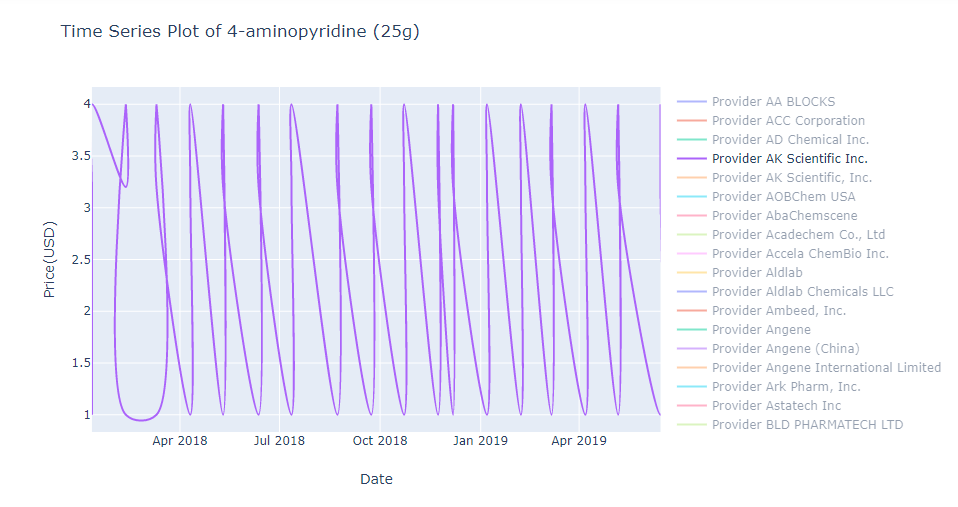 Time Series Plot of 4-aminopyridine (25g)
4
3.5
3
2.5
2
1.5
1
Price(USD)
Apr 2018
Jul 2018
Oct 2018
Jan 2019
Apr 2019
Date
Provider AA BLOCKS
Provider ACC Corporation
Provider AD Chemical Inc.
Provider AK Scientific Inc.
Provider AK Scientific, Inc.
Provider AOBChem USA
Provider AbaChemscene
Provider Acadechem Co., Ltd
Provider Accela ChemBio Inc.
Provider Aldlab
Provider Aldlab Chemicals LLC
Provider Ambeed, Inc.
Provider Angene
Provider Angene (China)
Provider Angene International Limited
Provider Ark Pharm, Inc.
Provider Astatech Inc
Provider BLD PHARMATECH LTD